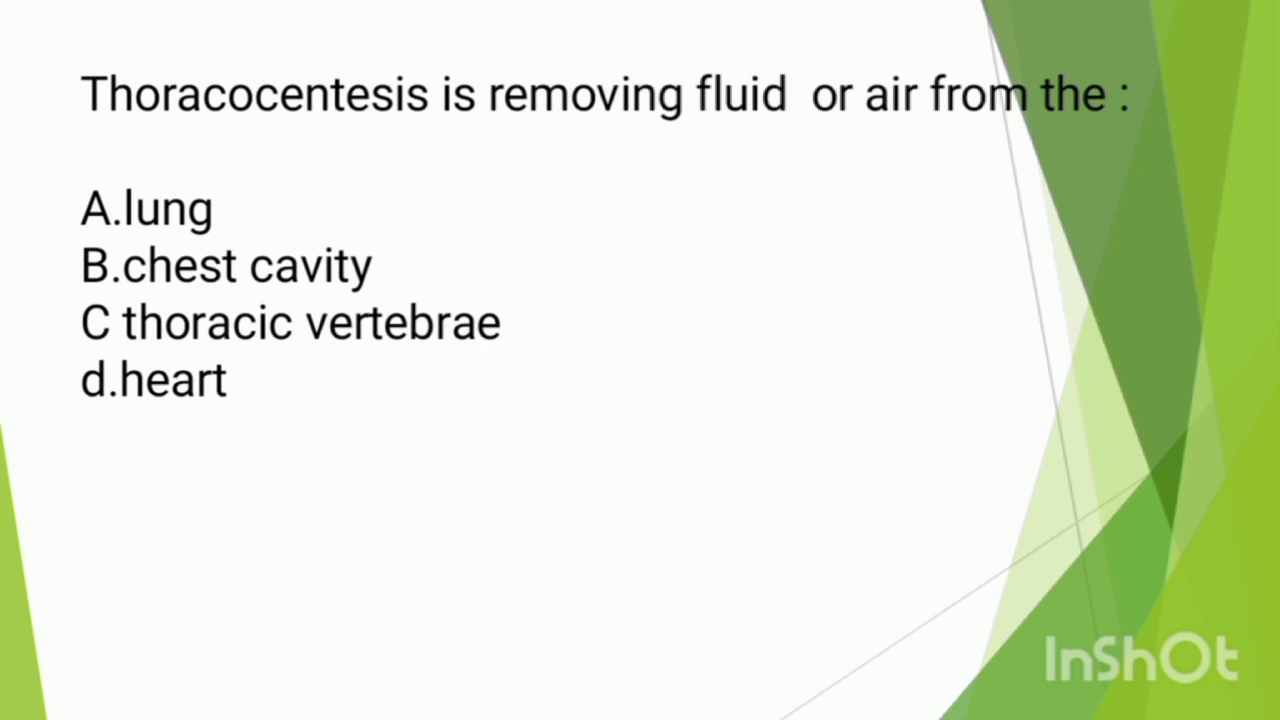 Thoracocentesis is removing fluid  or air from the :
A.lung
B.chest cavity
C thoracic vertebrae
d.heart
InShOt